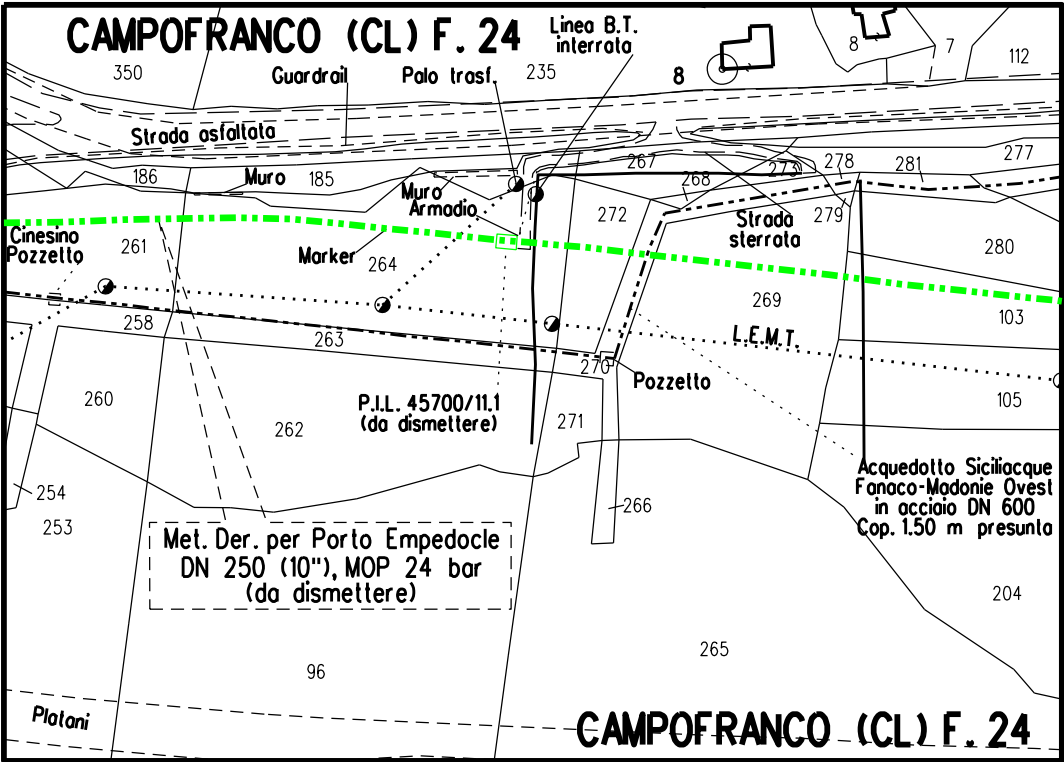 CAMPOFRANCO (CL) F. 24
Linea B.T.
interrata
350
Guardrail
Palo trasf.
235
8
8
7
112
Strada asfaltata
186
Muro
185
Muro
Armadio
267
268
273
278
281
277
272
279
Strada
sterrata
Cinesino
Pozzetto
261
Marker
264
280
269
103
258
263
L.E.M.T.
270
Pozzetto
260
262
P.I.L. 45700/11.1
(da dismettere)
271
105
254
253
266
Acquedotto Siciliacque
Fanaco-Madonie Ovest
in acciaio DN 600
Cop. 1.50 m presunta
Met. Der. per Porto Empedocle
DN 250 (10"), MOP 24 bar
(da dismettere)
204
265
96
Platani
CAMPOFRANCO (CL) F. 24